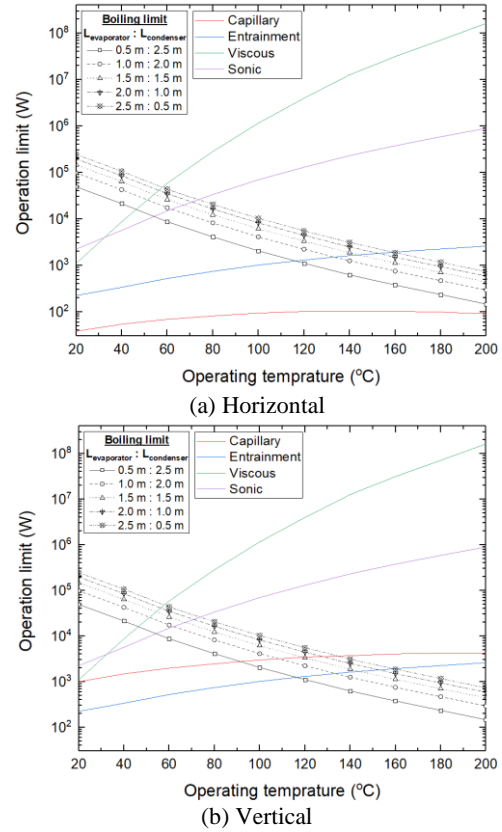 Boiling limit
L evaporator : L condenser
0.5 m : 2.5 m
1.0 m : 2.0 m
1.5 m : 1.5 m
2.0 m : 1.0 m
2.5 m : 0.5 m
Capillary
Entrainment
Viscous
Sonic
Operation limit (W)
10^8
10^7
10^6
10^5
10^4
10^3
10^2
20 40 60 80 100 120 140 160 180 200
Operating temprature (°C)
(a) Horizontal
Boiling limit
L evaporator : L condenser
0.5 m : 2.5 m
1.0 m : 2.0 m
1.5 m : 1.5 m
2.0 m : 1.0 m
2.5 m : 0.5 m
Capillary
Entrainment
Viscous
Sonic
Operation limit (W)
10^8
10^7
10^6
10^5
10^4
10^3
10^2
20 40 60 80 100 120 140 160 180 200
Operating temprature (°C)
(b) Vertical